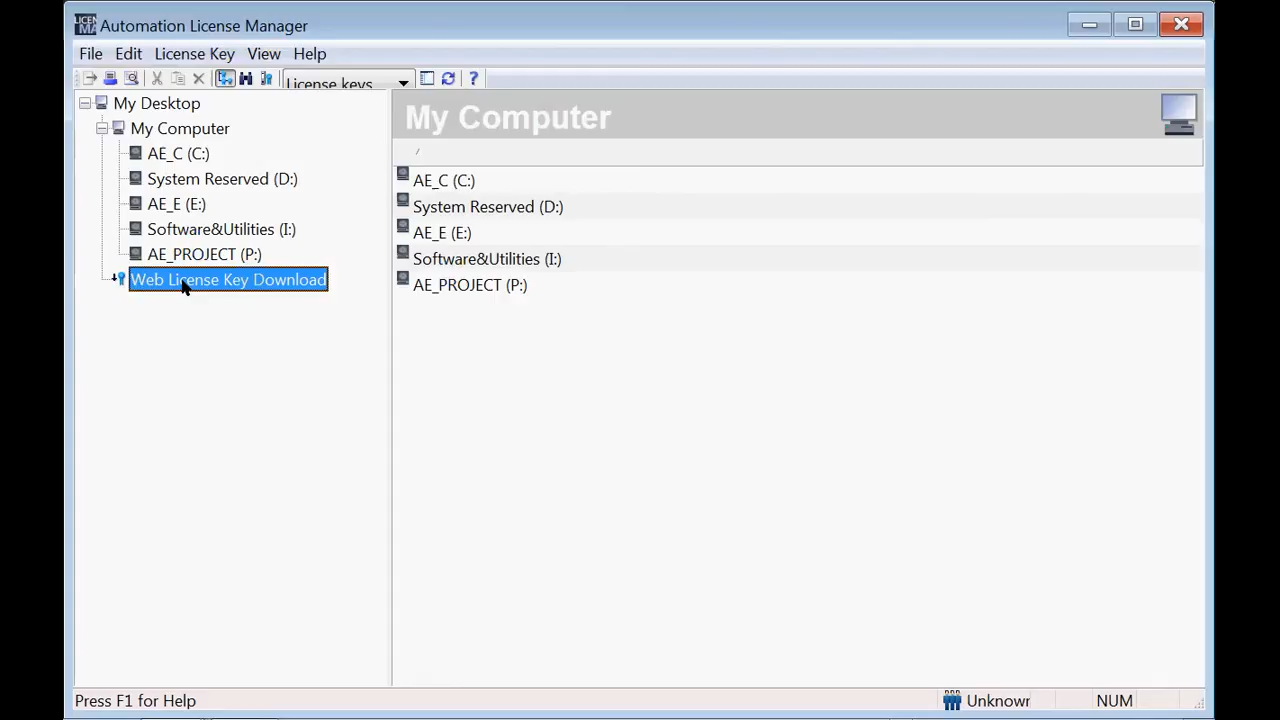 Automation License Manager
File Edit License Key View Help
License keys
My Desktop
My Computer
AE_C (C:)
System Reserved (D:)
AE_E (E:)
Software&Utilities (I:)
AE_PROJECT (P:)
Web License Key Download
My Computer
/
AE_C (C:)
System Reserved (D:)
AE_E (E:)
Software&Utilities (I:)
AE_PROJECT (P:)
Press F1 for Help
Unknowr
NUM